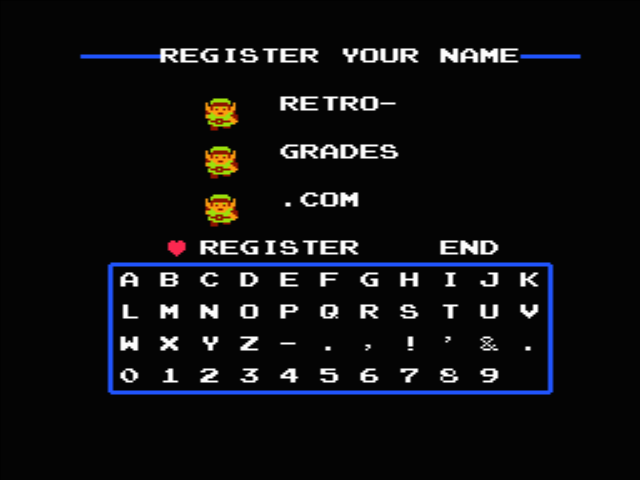 REGISTER YOUR NAME
RETRO-
GRADES
.COM
REGISTER END
A B C D E F G H I J K
L M N O P Q R S T U V
W X Y Z - . , ! ' & .
0 1 2 3 4 5 6 7 8 9